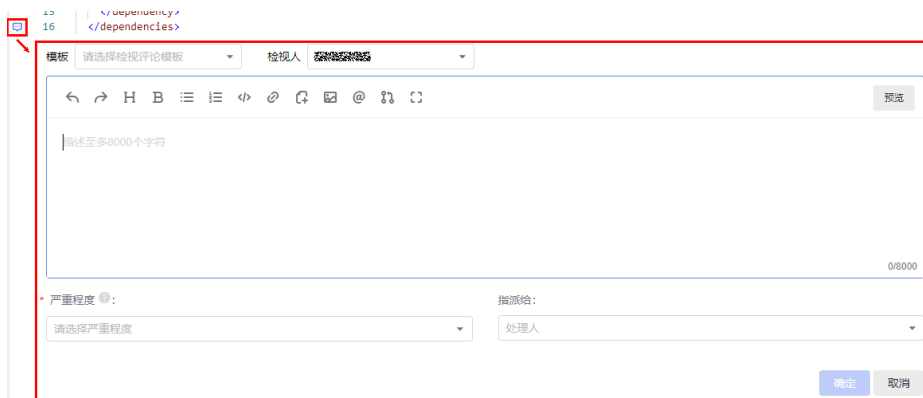 15 </dependency>
16 </dependencies>
模板 请选择检视评论模板 检视人
H B </> @ 预览
描述至多8000个字符
0/8000
* 严重程度 ? : 指派给：
请选择严重程度 处理人
确定 取消